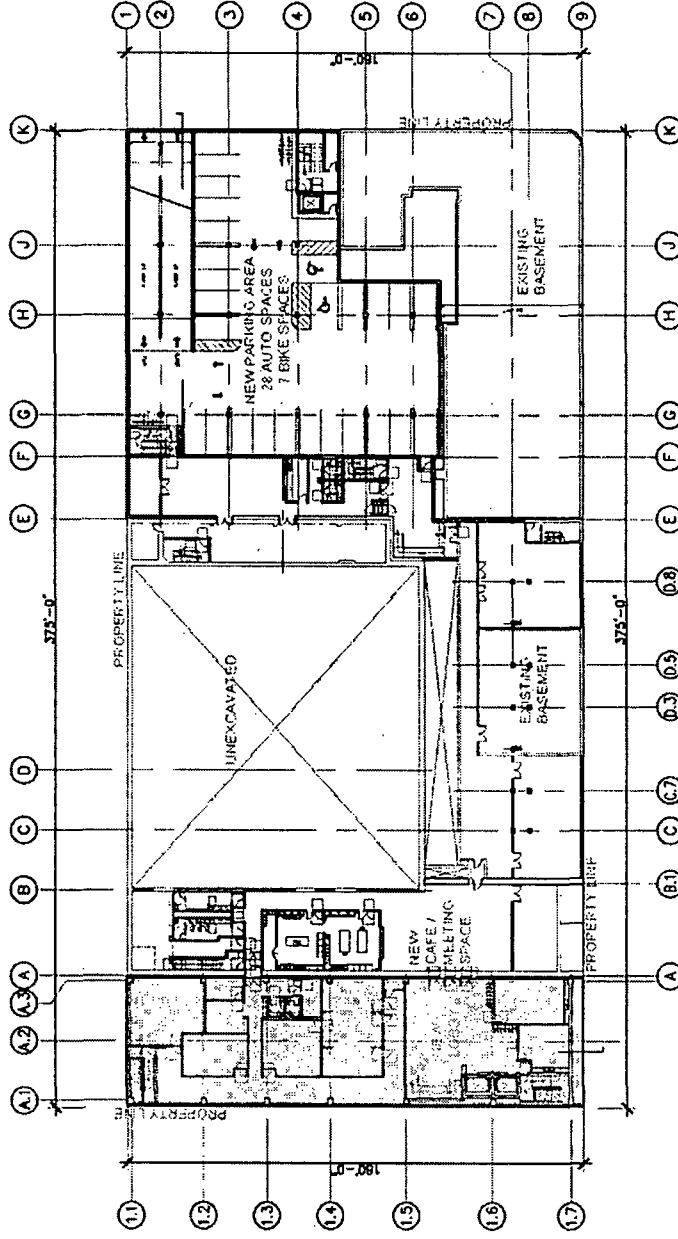 1
2
3
4
5
6
7
8
9
180'-0"
K
J
H
G
F
E
D
C
B
A
A.3
A.2
A.1
375'-0"
PROPERTY LINE
PROPERTY LINE
NEW PARKING AREA
28 AUTO SPACES
7 BIKE SPACES
EXISTING
BASEMENT
UNEXCAVATED
EXISTING
BASEMENT
NEW
CAFE /
MEETING
SPACE
LOBBY
PROPERTY LINE
PROPERTY LINE
375'-0"
K
J
H
G
F
E
D.8
D.5
D.3
C.7
C
B.1
A
180'-0"
1.1
1.2
1.3
1.4
1.5
1.6
1.7